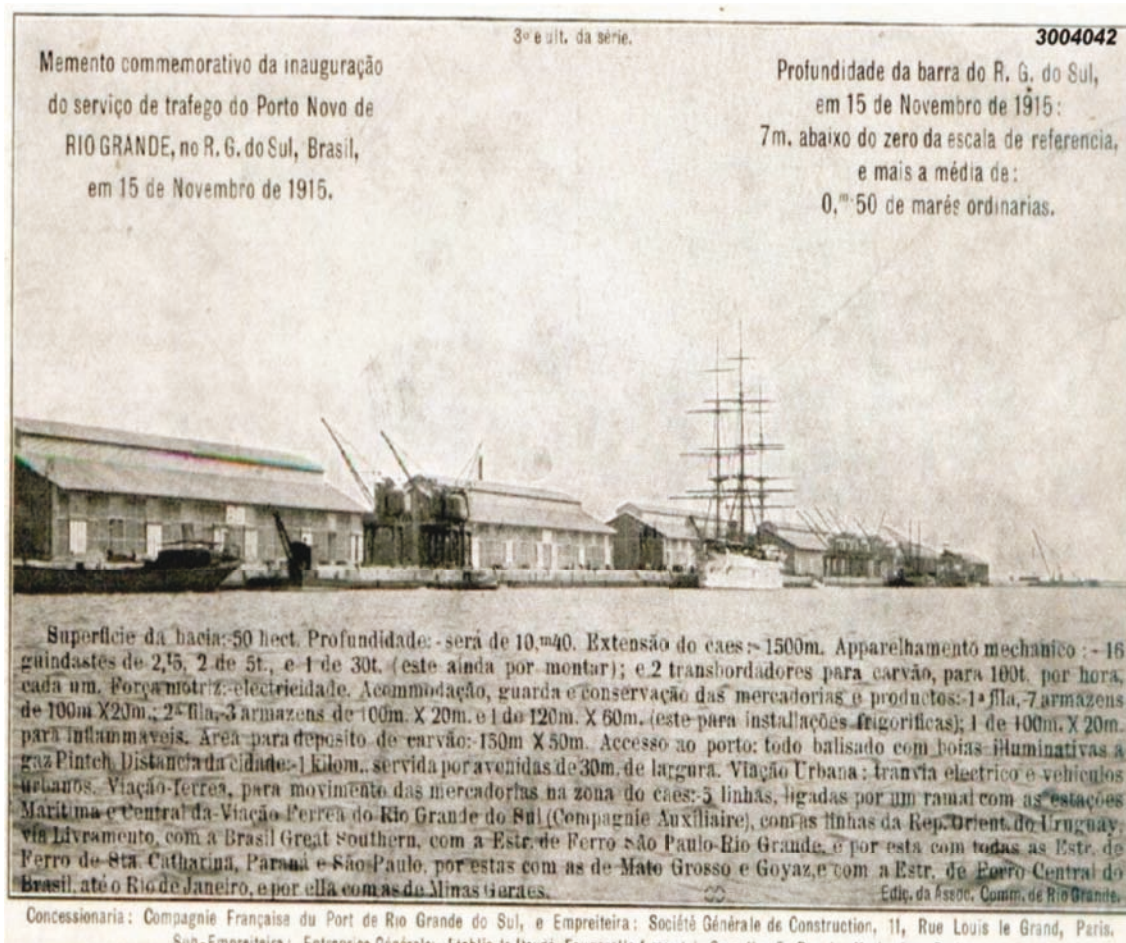 3º e ult. da série.
3004042
Memento commemorativo da inauguração
do serviço de trafego do Porto Novo de
RIO GRANDE, no R. G. do Sul, Brasil,
em 15 de Novembro de 1915.
Profundidade da barra do R. G. do Sul,
em 15 de Novembro de 1915:
7m. abaixo do zero da escala de referencia,
e mais a média de:
0,ᵐ50 de marés ordinarias.
Superficie da bacia:-50 hect. Profundidade: - será de 10,ᵐ40. Extensão do caes:- 1500m. Apparelhamento mechanico : - 16
guindastes de 2,ᵗ5, 2 de 5t., e 1 de 30t. (este ainda por montar); e 2 transbordadores para carvão, para 100t. por hora,
cada um. Força motriz:-electricidade. Acommodação, guarda e conservação das mercadorias e productos:-1ª fila,-7 armazens
de 100m X20m.; 2ª fila,-3 armazens de 100m. X 20m. e 1 de 120m. X 60m. (este para installações frigorificas); 1 de 100m. X 20m.
para inflammaveis. Area para deposito de carvão:-150m X 50m. Accesso ao porto: todo balisado com boias illuminativas a
gaz Pintch. Distancia da cidade:-1 kilom., servida por avenidas de 30m. de largura. Viação Urbana : tranvia electrico e vehiculos
urbanos. Viação-ferrea, para movimento das mercadorias na zona do caes:-5 linhas, ligadas por um ramal com as estações
Maritima e Central da-Viação Ferrea do Rio Grande do Sul (Compagnie Auxiliaire), com as linhas da Rep. Orient. do Uruguay,
via Livramento, com a Brasil Great Southern, com a Estr. de Ferro São Paulo-Rio Grande, e por esta com todas as Estr. de
Ferro de Sta. Catharina, Paraná e São Paulo, por estas com as de Mato Grosso e Goyaz, e com a Estr. de Ferro Central do
Brasil, até o Rio de Janeiro, e por ella com as de Minas Geraes.
Ediç. da Assoc. Comm. de Rio Grande.
Concessionaria: Compagnie Française du Port de Rio Grande do Sul, e Empreiteira: Société Générale de Construction, 11, Rue Louis le Grand, Paris.